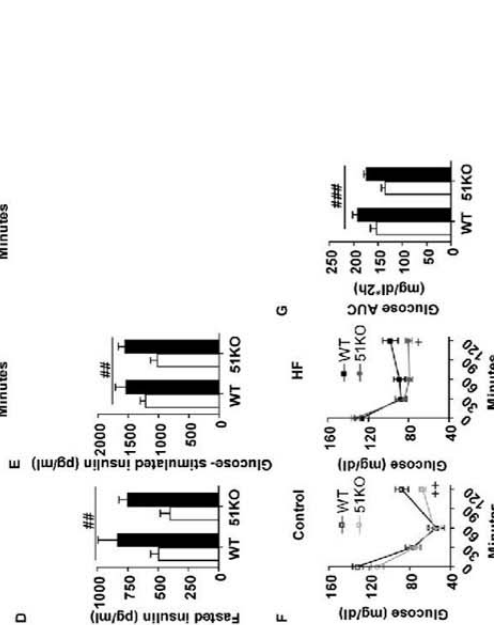 Minutes
Minutes
D
Fasted insulin (pg/ml)
1000
750
500
250
0
##
WT 51KO
E
Glucose- stimulated insulin (pg/ml)
2000
1500
1000
500
0
##
WT 51KO
F
Control
Glucose (mg/dl)
160
120
80
40
WT
51KO
++
0 30 60 90 120
Minutes
HF
Glucose (mg/dl)
160
120
80
40
WT
51KO
+
0 30 60 90 120
Minutes
G
Glucose AUC
(mg/dl*2h)
250
200
150
100
50
0
###
WT 51KO